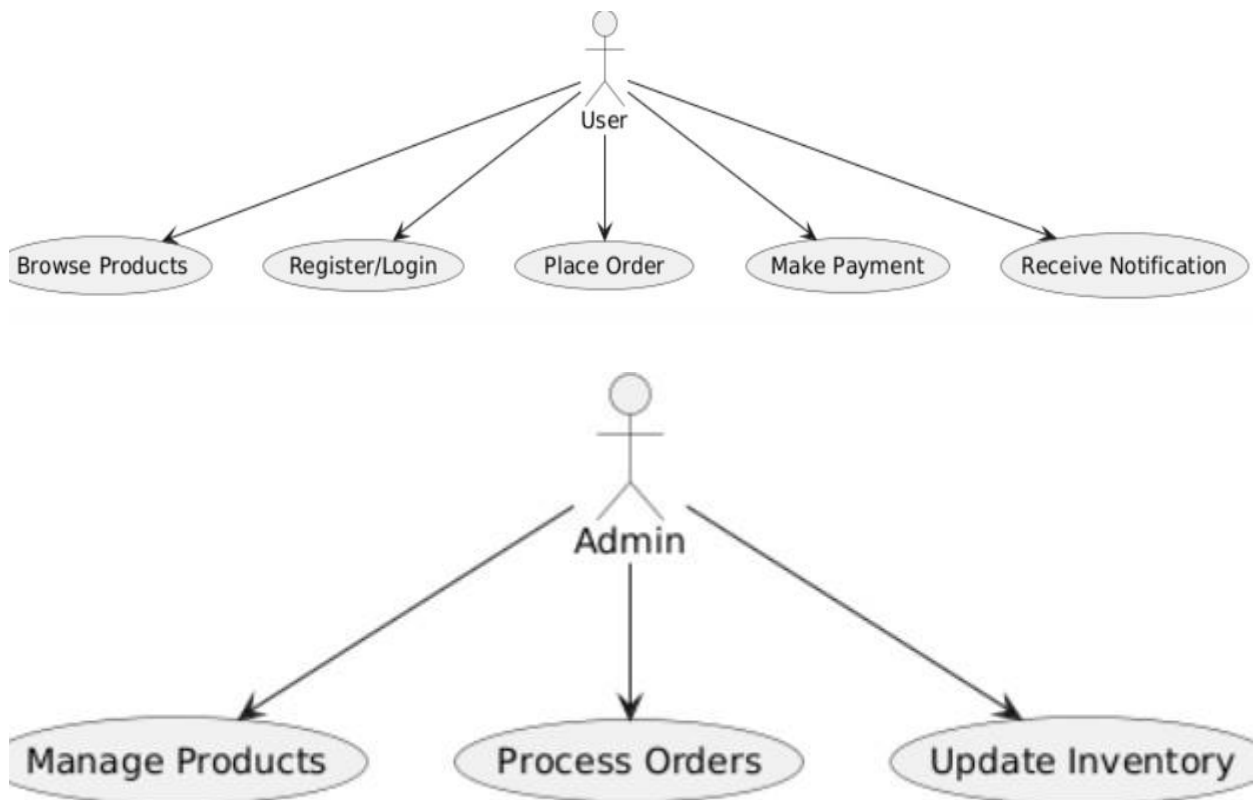 User
Browse Products
Register/Login
Place Order
Make Payment
Receive Notification
Admin
Manage Products
Process Orders
Update Inventory